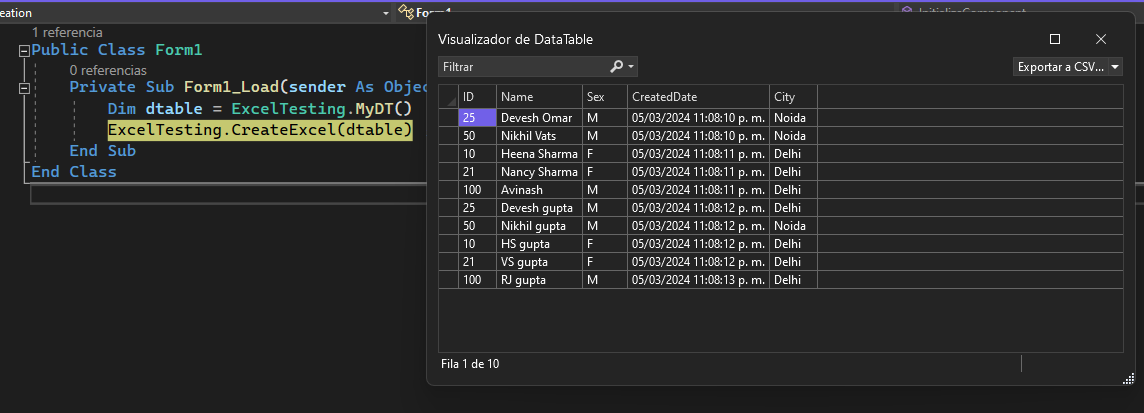 eation
Form1
InitializeComponent
1 referencia
Public Class Form1
0 referencias
Private Sub Form1_Load(sender As Objec
Dim dtable = ExcelTesting.MyDT()
ExcelTesting.CreateExcel(dtable)
End Sub
End Class
Visualizador de DataTable
Filtrar
Exportar a CSV...
ID Name Sex CreatedDate City
25 Devesh Omar M 05/03/2024 11:08:10 p. m. Noida
50 Nikhil Vats M 05/03/2024 11:08:10 p. m. Noida
10 Heena Sharma F 05/03/2024 11:08:11 p. m. Delhi
21 Nancy Sharma F 05/03/2024 11:08:11 p. m. Delhi
100 Avinash M 05/03/2024 11:08:11 p. m. Delhi
25 Devesh gupta M 05/03/2024 11:08:12 p. m. Delhi
50 Nikhil gupta M 05/03/2024 11:08:12 p. m. Noida
10 HS gupta F 05/03/2024 11:08:12 p. m. Delhi
21 VS gupta F 05/03/2024 11:08:12 p. m. Delhi
100 RJ gupta M 05/03/2024 11:08:13 p. m. Delhi
Fila 1 de 10